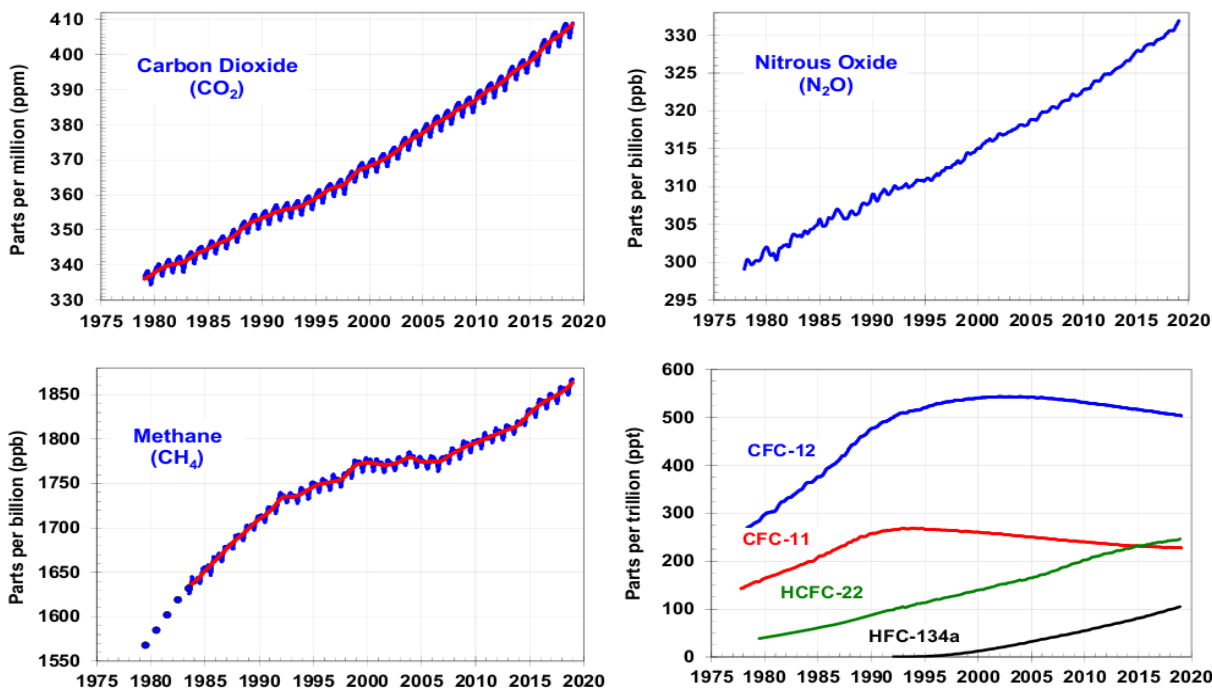 Parts per million (ppm)
410
400
390
380
370
360
350
340
330
Carbon Dioxide
(CO₂)
1975 1980 1985 1990 1995 2000 2005 2010 2015 2020
Parts per billion (ppb)
330
325
320
315
310
305
300
295
Nitrous Oxide
(N₂O)
1975 1980 1985 1990 1995 2000 2005 2010 2015 2020
Parts per billion (ppb)
1850
1800
1750
1700
1650
1600
1550
Methane
(CH₄)
1975 1980 1985 1990 1995 2000 2005 2010 2015 2020
Parts per trillion (ppt)
600
500
400
300
200
100
0
CFC-12
CFC-11
HCFC-22
HFC-134a
1975 1980 1985 1990 1995 2000 2005 2010 2015 2020